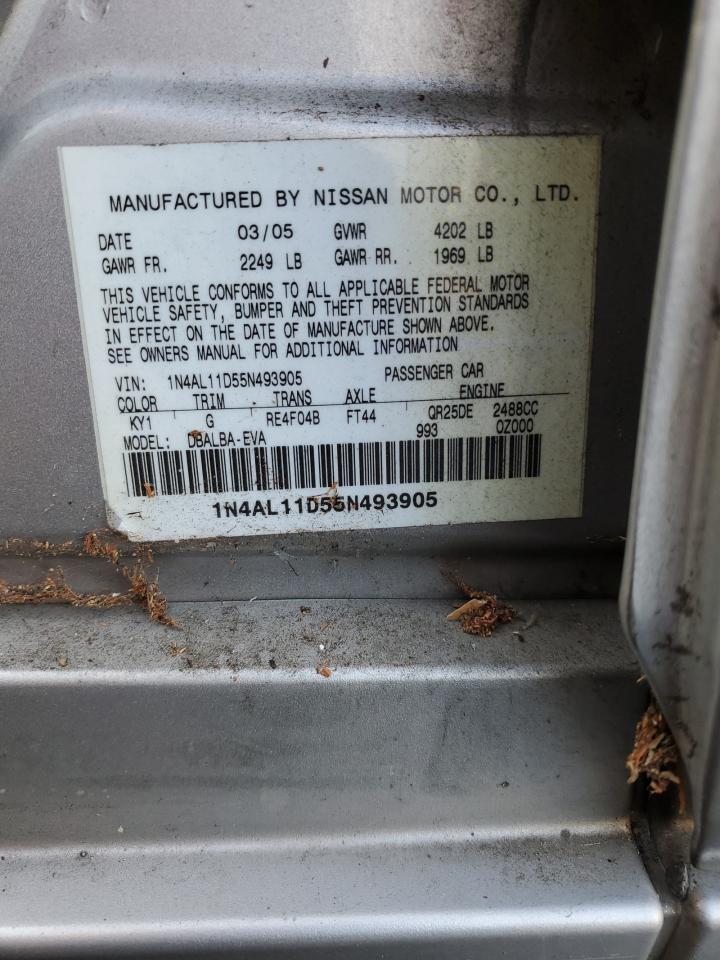 MANUFACTURED BY NISSAN MOTOR CO., LTD.
DATE 03/05 GVWR 4202 LB
GAWR FR. 2249 LB GAWR RR. 1969 LB
THIS VEHICLE CONFORMS TO ALL APPLICABLE FEDERAL MOTOR
VEHICLE SAFETY, BUMPER AND THEFT PREVENTION STANDARDS
IN EFFECT ON THE DATE OF MANUFACTURE SHOWN ABOVE.
SEE OWNERS MANUAL FOR ADDITIONAL INFORMATION
VIN: 1N4AL11D55N493905 PASSENGER CAR
COLOR TRIM TRANS AXLE ENGINE
KY1 G RE4F04B FT44 QR25DE 2488CC
MODEL: DBALBA-EVA 993 0Z000
1N4AL11D55N493905